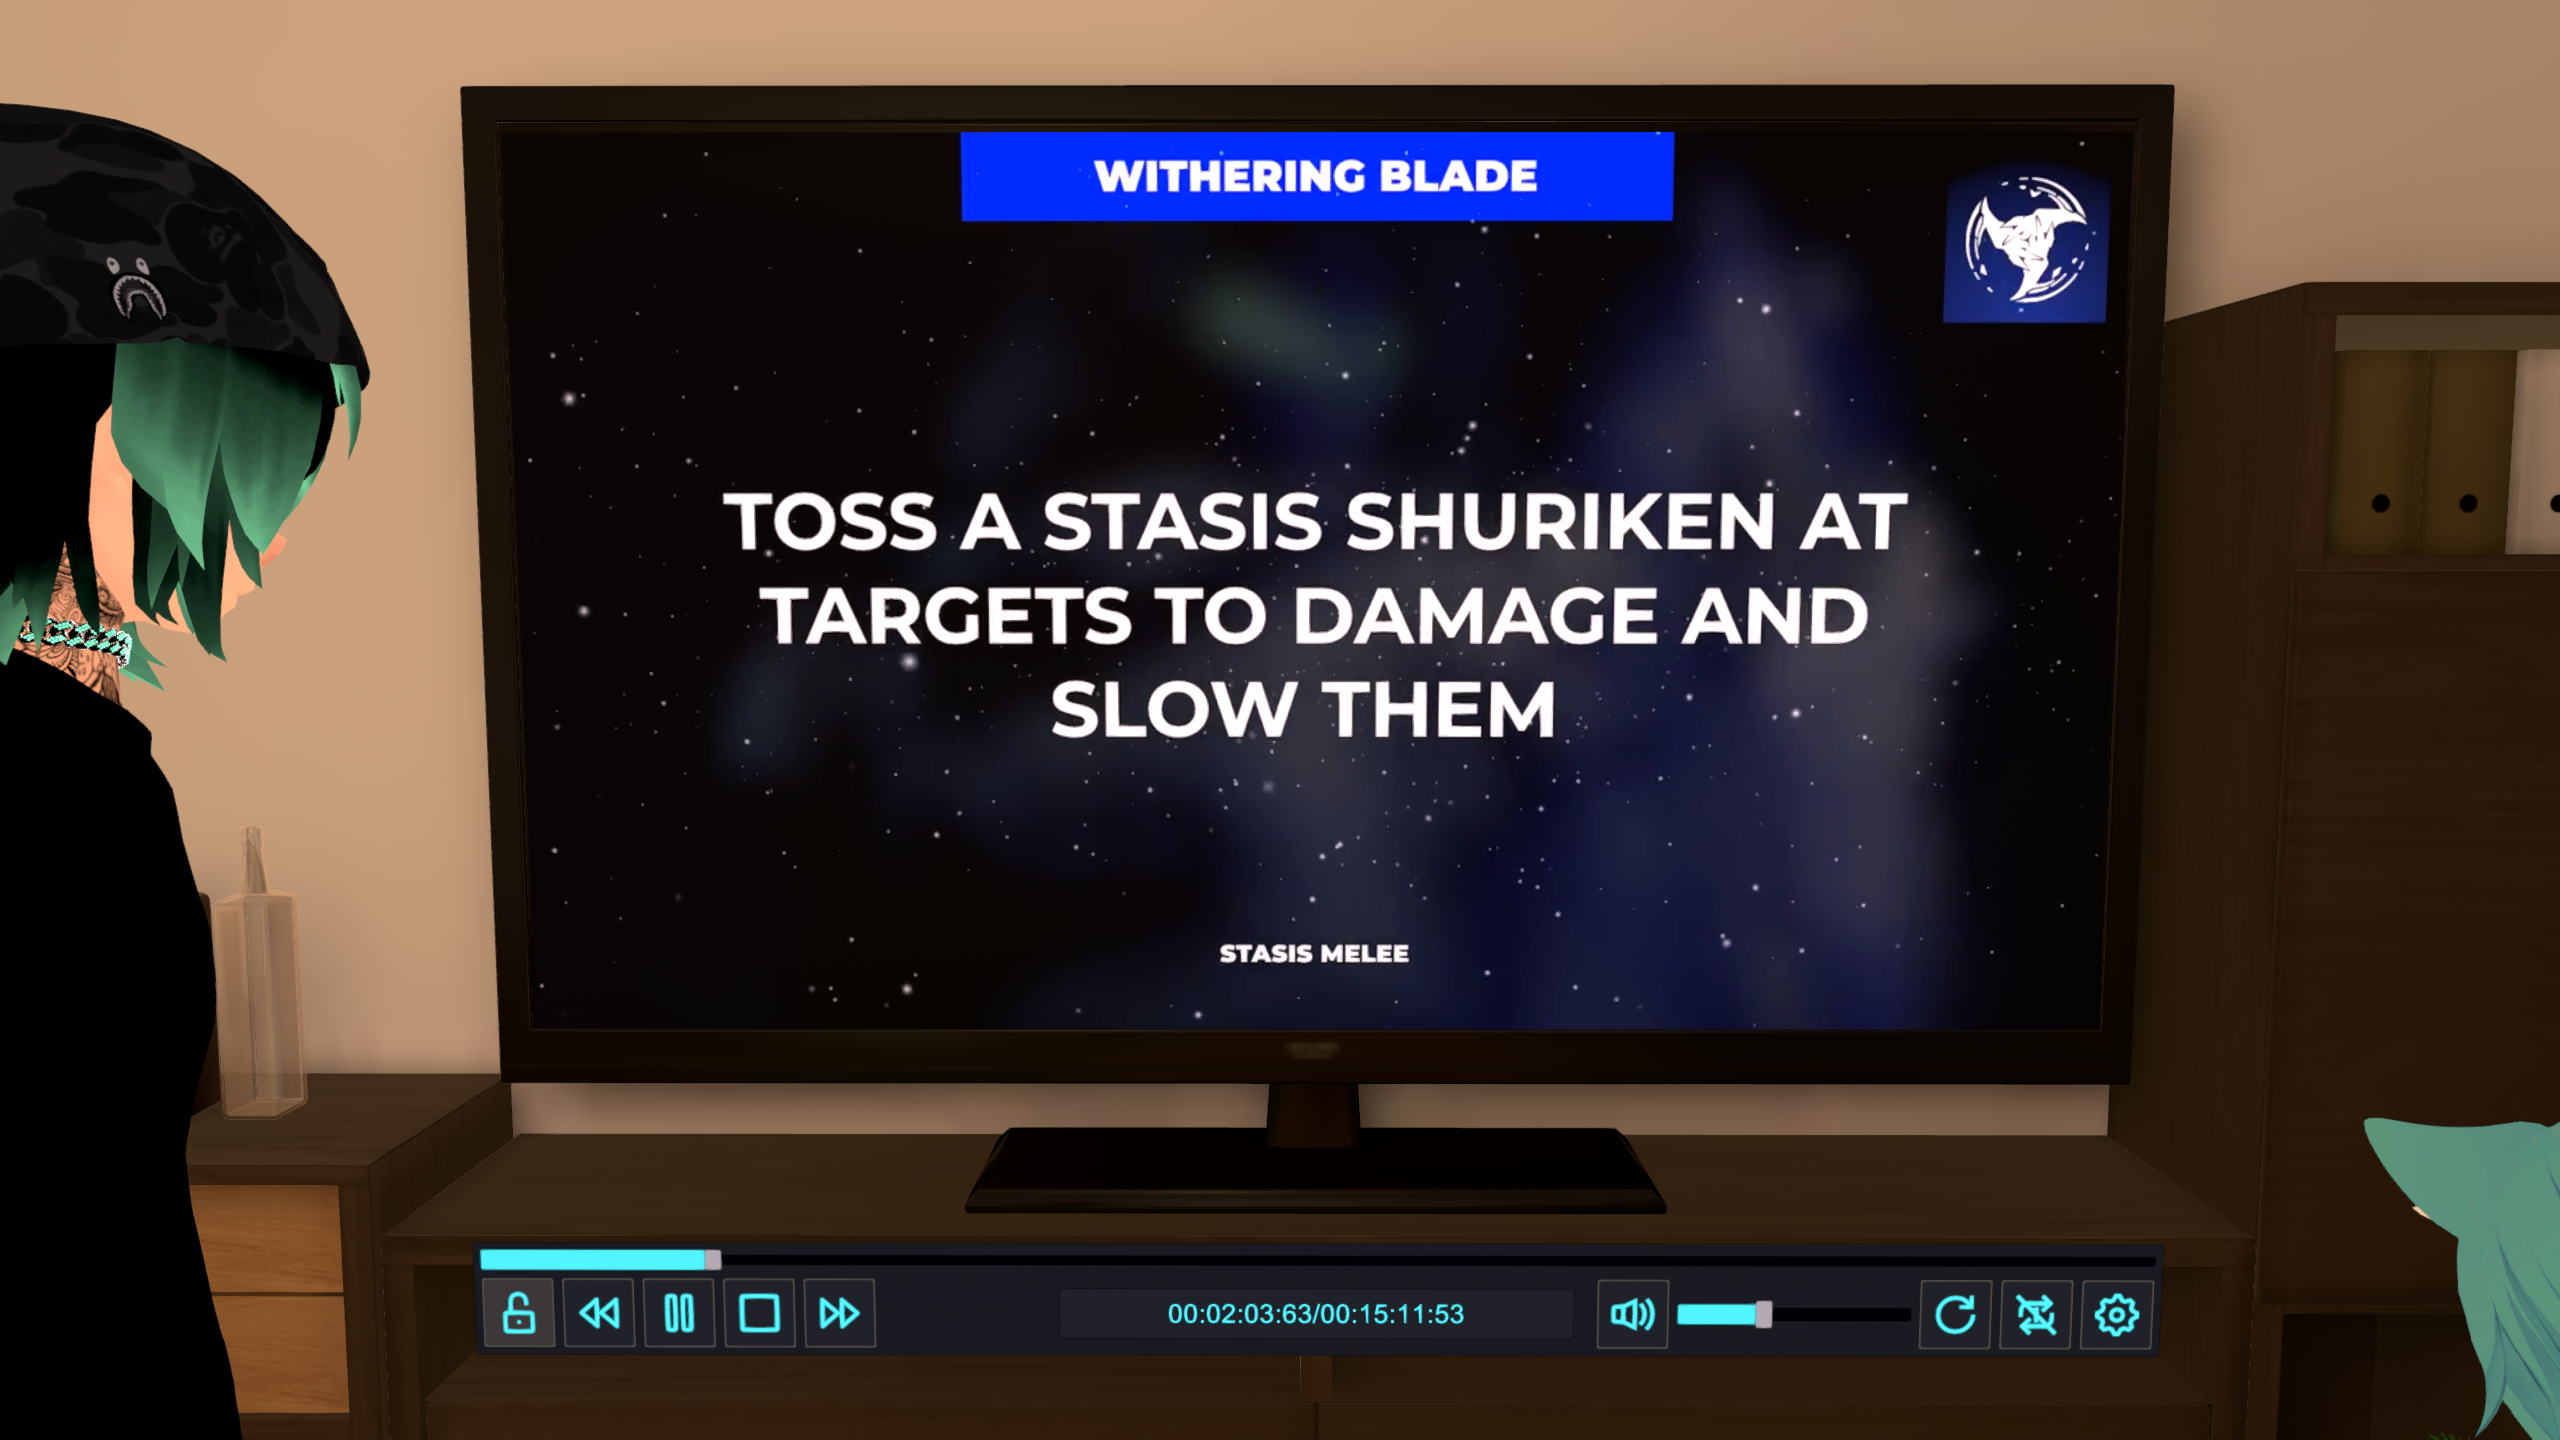 WITHERING BLADE
TOSS A STASIS SHURIKEN AT
TARGETS TO DAMAGE AND
SLOW THEM
STASIS MELEE
00:02:03:63/00:15:11:53